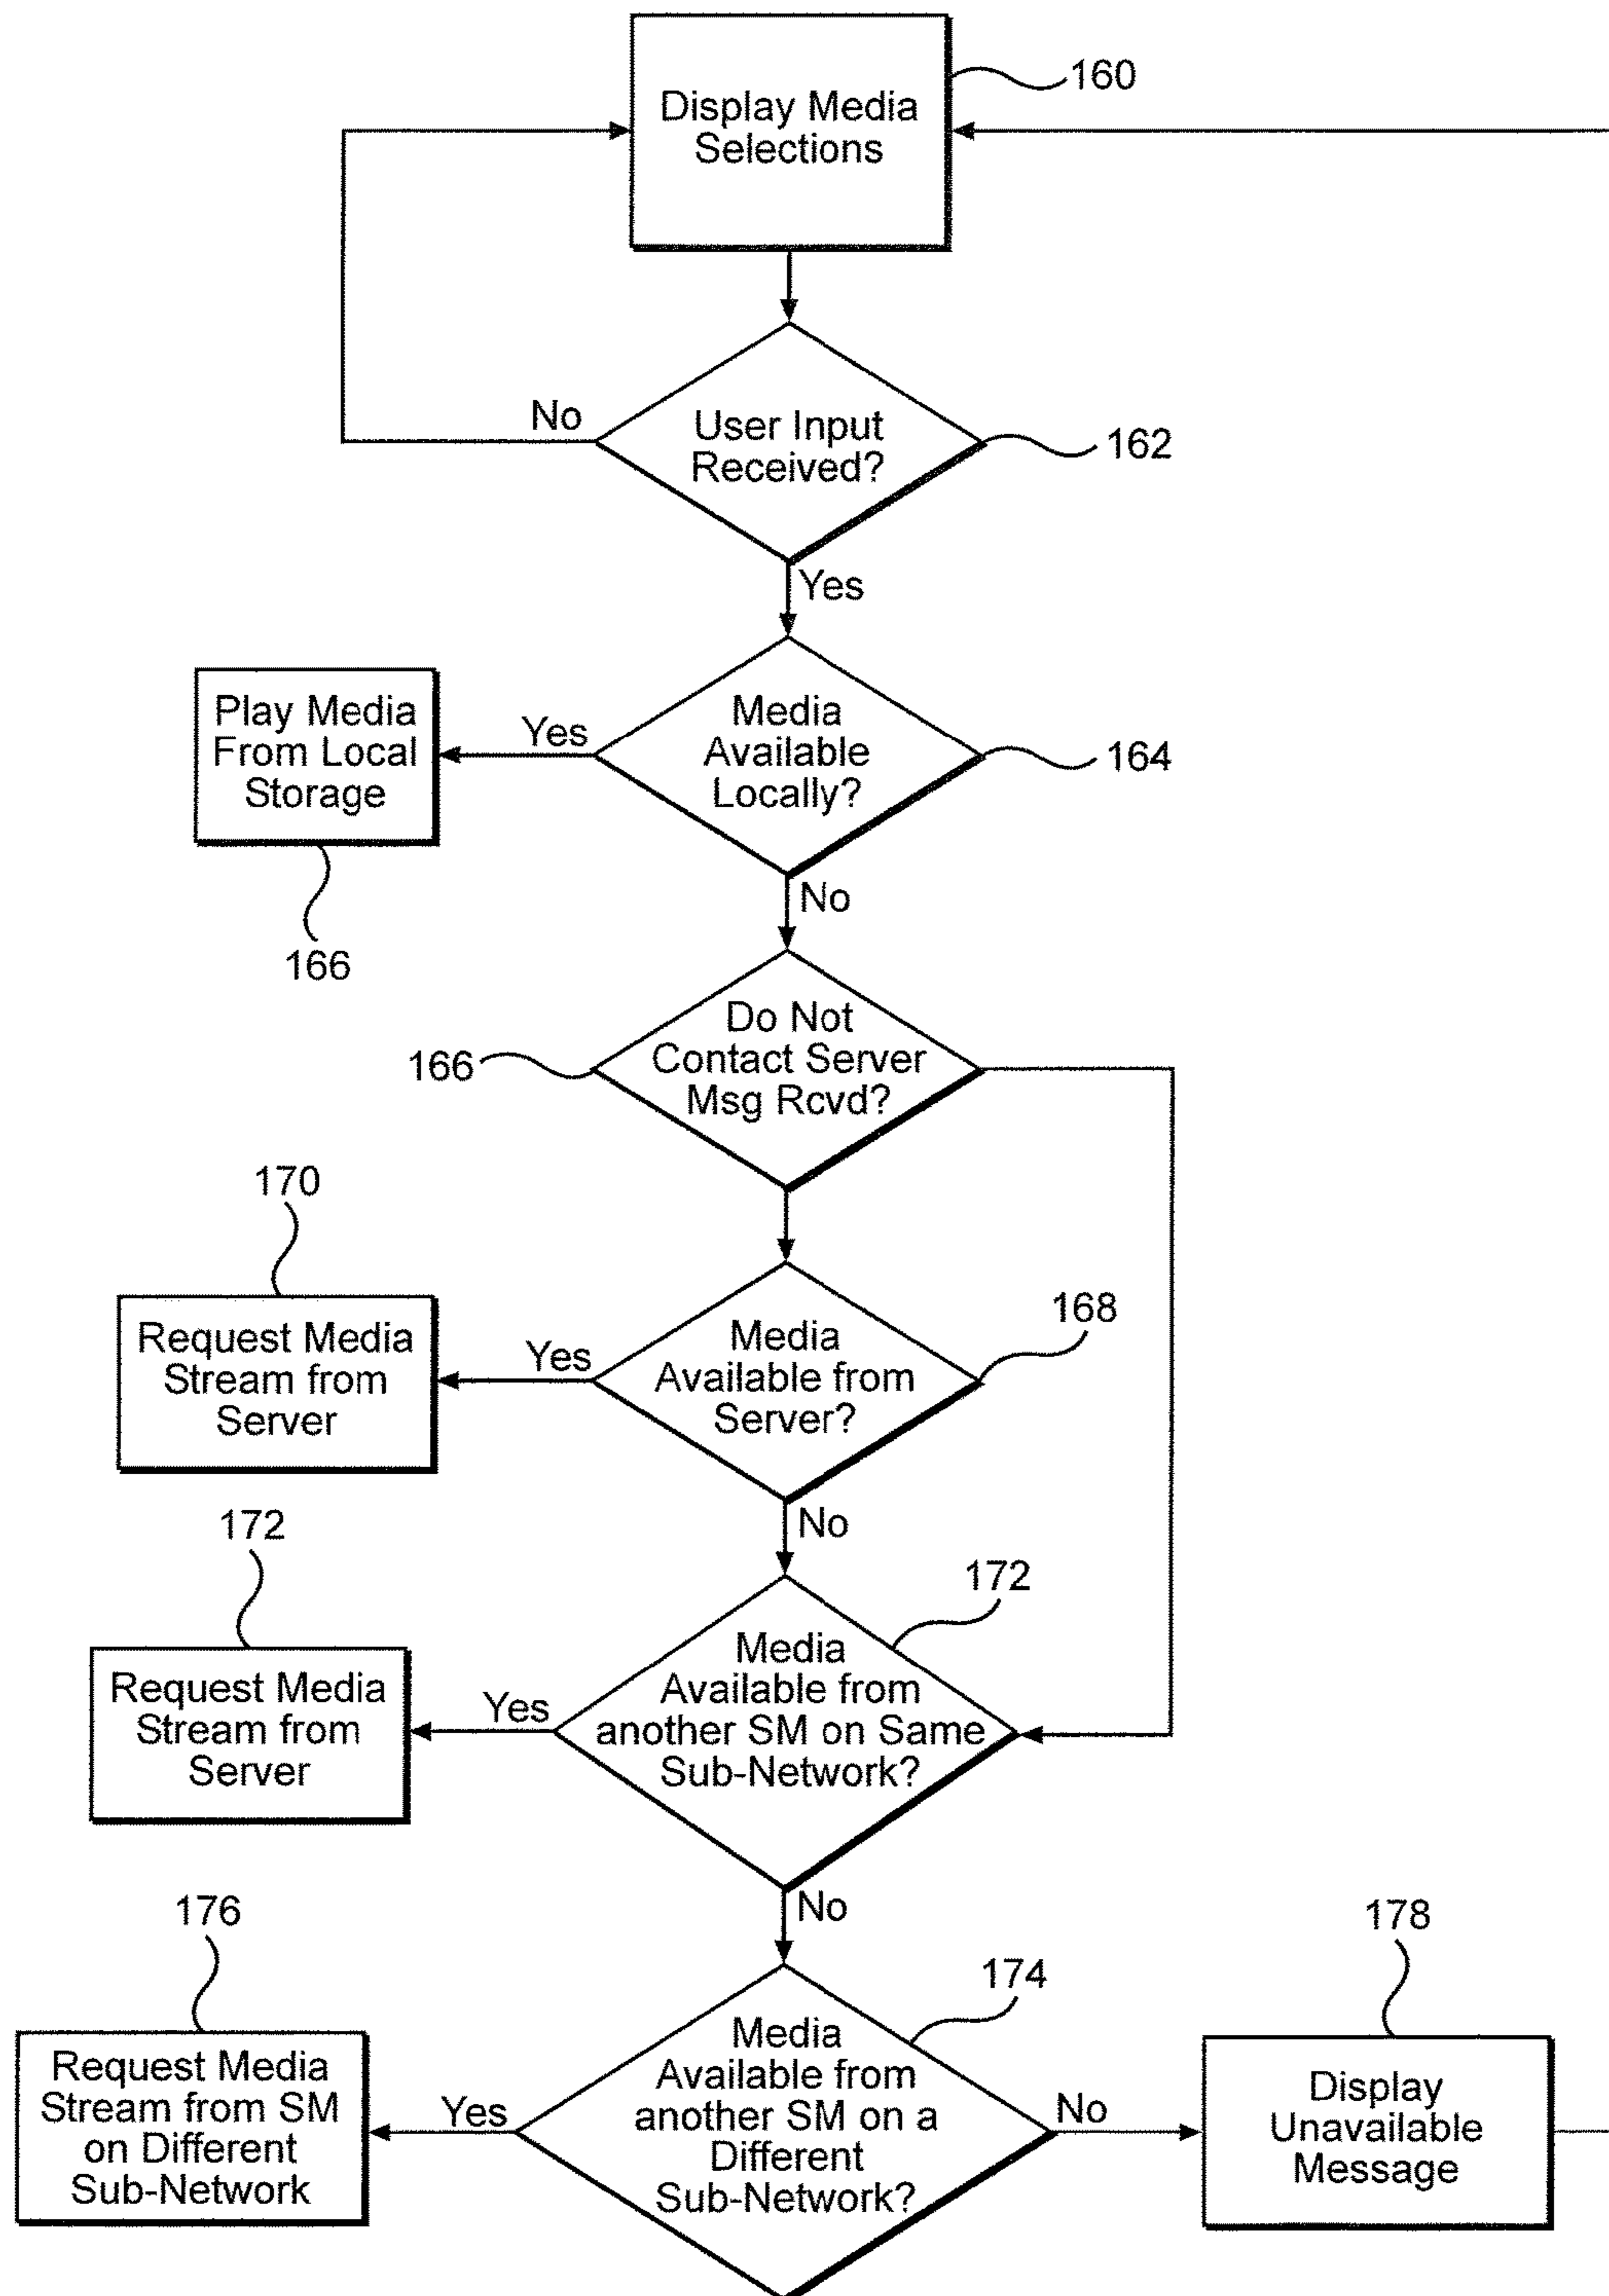 Display Media
Selections
160
No
User Input
Received?
162
Yes
Play Media
From Local
Storage
Yes
Media
Available
Locally?
164
166
No
166
Do Not
Contact Server
Msg Rcvd?
170
Request Media
Stream from
Server
Yes
Media
Available from
Server?
168
No
172
Request Media
Stream from
Server
Yes
Media
Available from
another SM on Same
Sub-Network?
172
No
176
Request Media
Stream from SM
on Different
Sub-Network
Yes
Media
Available from
another SM on a
Different
Sub-Network?
174
No
178
Display
Unavailable
Message